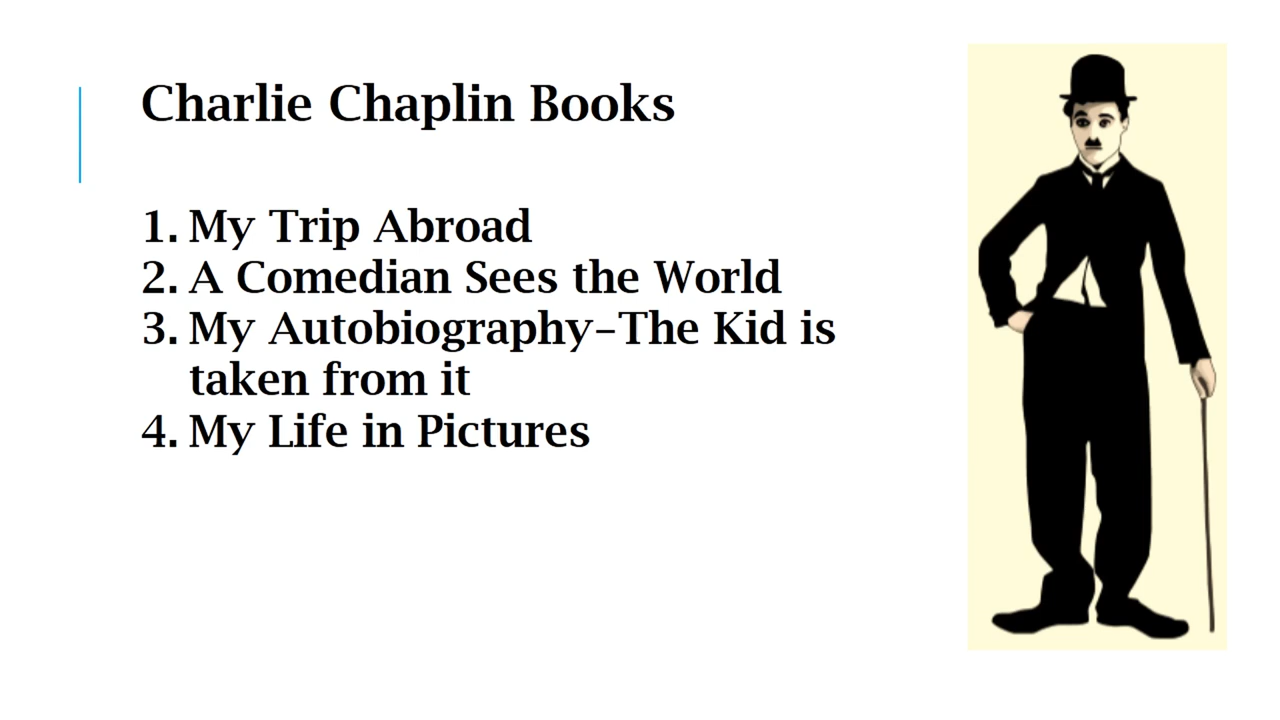 Charlie Chaplin Books
1. My Trip Abroad
2. A Comedian Sees the World
3. My Autobiography–The Kid is
taken from it
4. My Life in Pictures